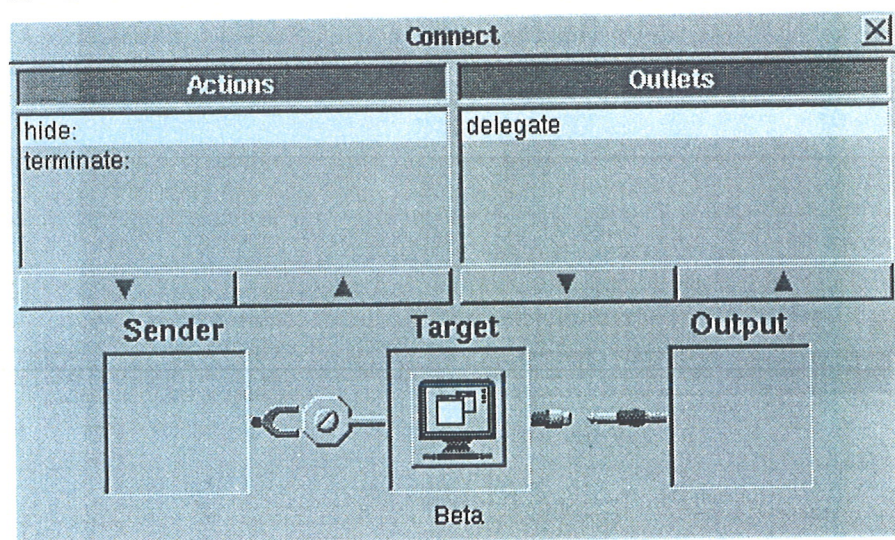 Connect
Actions
Outlets
hide:
terminate:
delegate
Sender
Target
Output
Beta